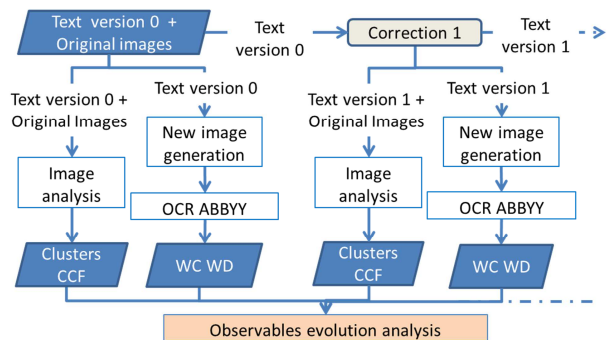 Text version 0 +
Original images
Text
version 0
Correction 1
Text
version 1
Text version 0 +
Original Images
Text version 0
Text version 1 +
Original Images
Text version 1
New image
generation
New image
generation
Image
analysis
Image
analysis
OCR ABBYY
OCR ABBYY
Clusters
CCF
WC WD
Clusters
CCF
WC WD
Observables evolution analysis